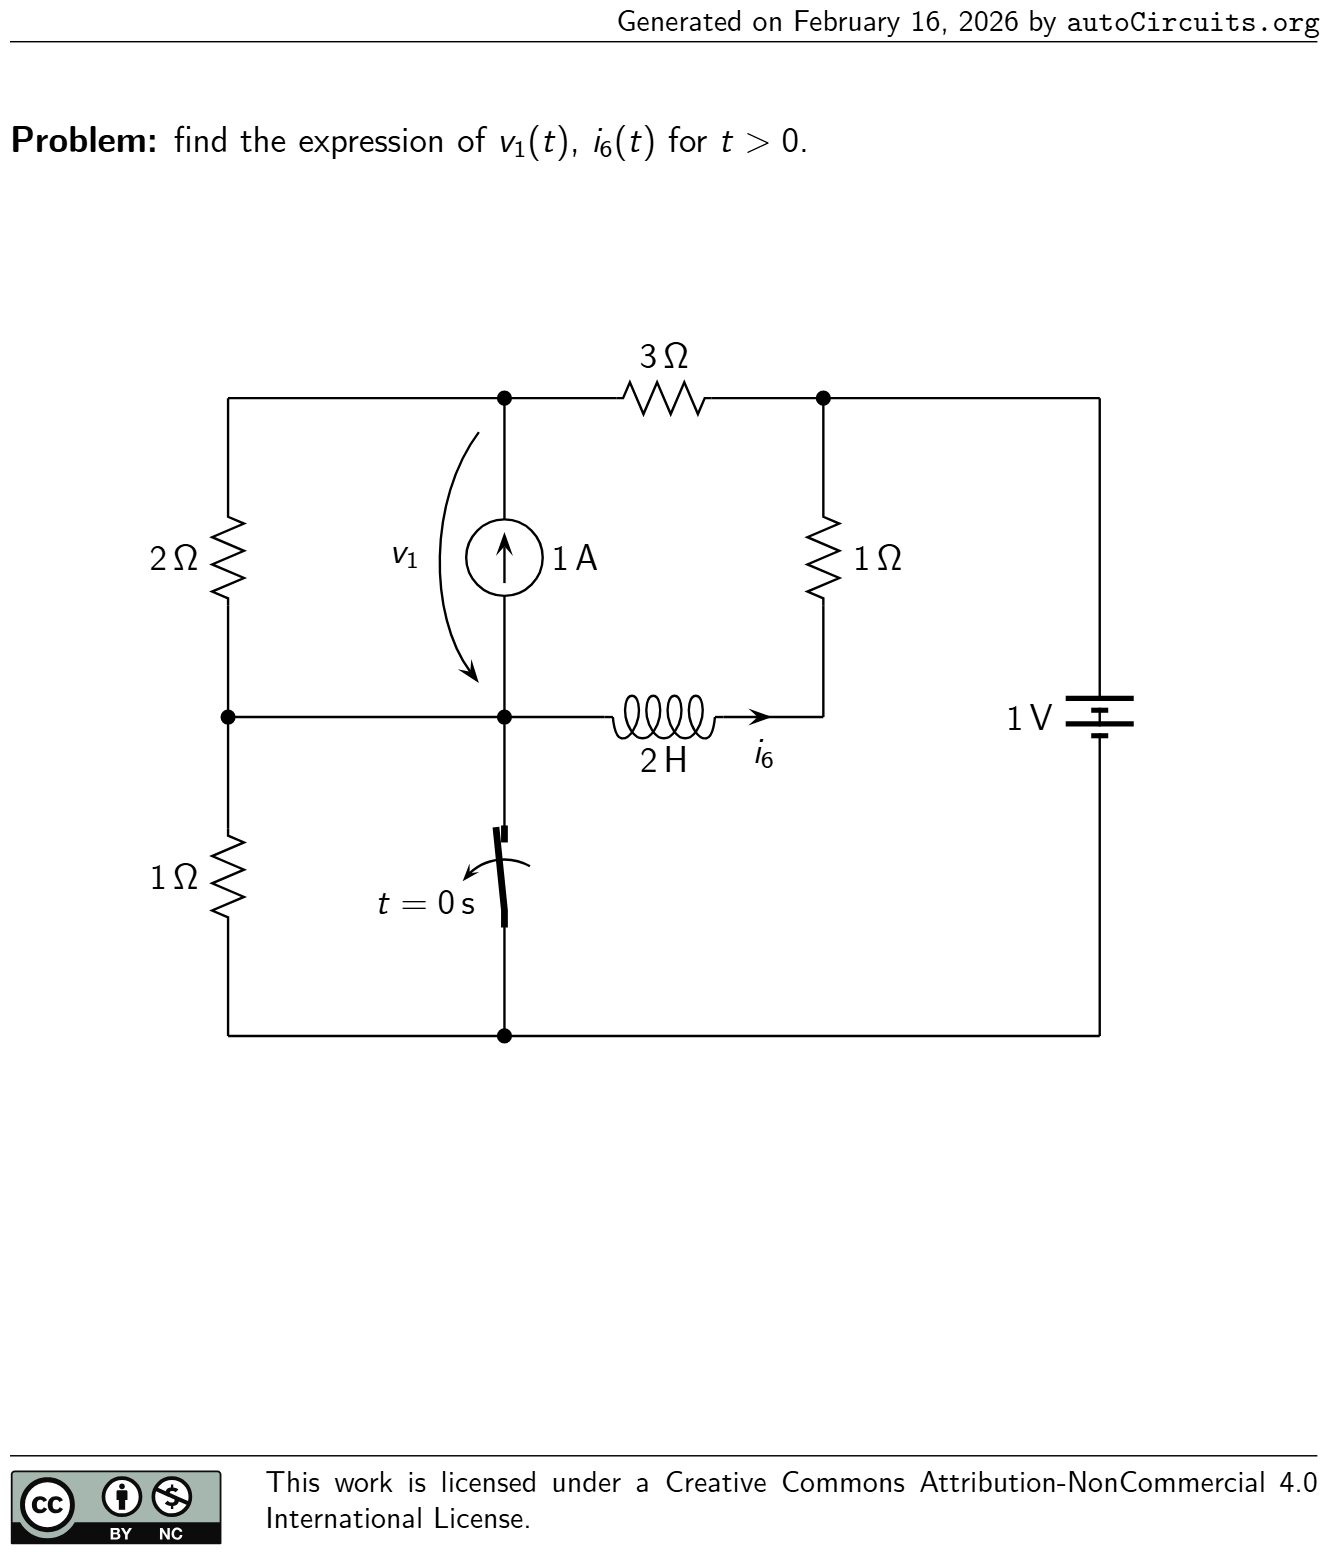 Generated on February 16, 2026 by autoCircuits.org
Problem: find the expression of v₁(t), i₆(t) for t > 0.
3 Ω
2 Ω
v₁
1 A
1 Ω
1 V
2 H
i₆
1 Ω
t = 0 s
This work is licensed under a Creative Commons Attribution-NonCommercial 4.0
International License.
cc
BY NC